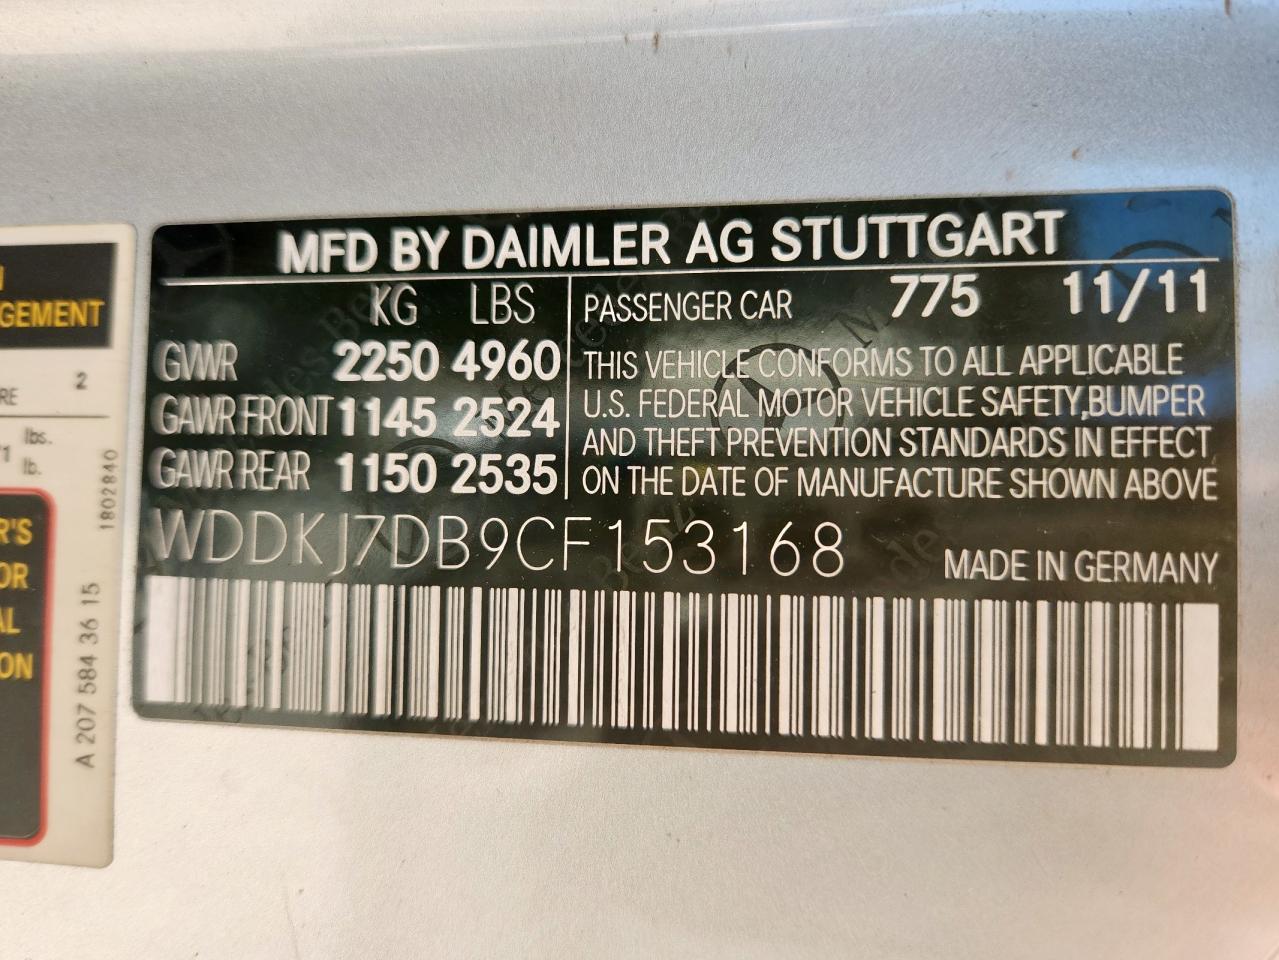 GEMENT
RE 2
lbs.
lb.
R'S
OR
AL
ON
1802840
A 207 584 36 15
MFD BY DAIMLER AG STUTTGART
KG LBS
GVWR 2250 4960
GAWR FRONT 1145 2524
GAWR REAR 1150 2535
PASSENGER CAR 775 11/11
THIS VEHICLE CONFORMS TO ALL APPLICABLE
U.S. FEDERAL MOTOR VEHICLE SAFETY,BUMPER
AND THEFT PREVENTION STANDARDS IN EFFECT
ON THE DATE OF MANUFACTURE SHOWN ABOVE
WDDKJ7DB9CF153168
MADE IN GERMANY